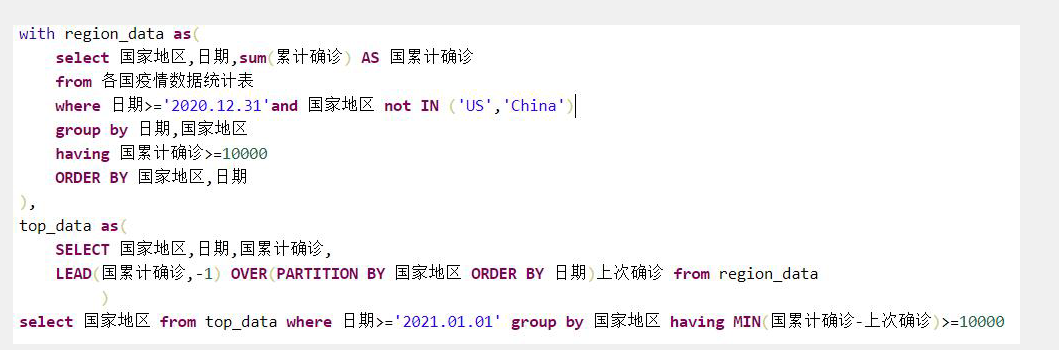 with region_data as(
select 国家地区,日期,sum(累计确诊) AS 国累计确诊
from 各国疫情数据统计表
where 日期>='2020.12.31'and 国家地区 not IN ('US','China')
group by 日期,国家地区
having 国累计确诊>=10000
ORDER BY 国家地区,日期
),
top_data as(
SELECT 国家地区,日期,国累计确诊,
LEAD(国累计确诊,-1) OVER(PARTITION BY 国家地区 ORDER BY 日期)上次确诊 from region_data
)
select 国家地区 from top_data where 日期>='2021.01.01' group by 国家地区 having MIN(国累计确诊-上次确诊)>=10000